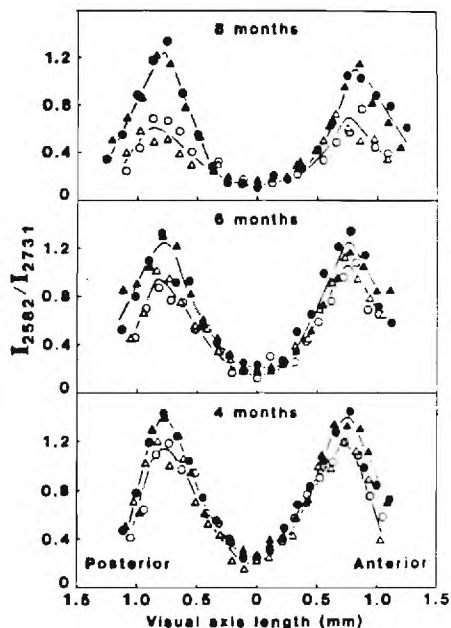 8 months
1.2
0.8
0.4
0
6 months
1.2
0.8
0.4
0
I2582/I2731
4 months
1.2
0.8
0.4
0
Posterior Anterior
1.5 1.0 0.5 0 0.5 1.0 1.5
Visual axis length (mm)